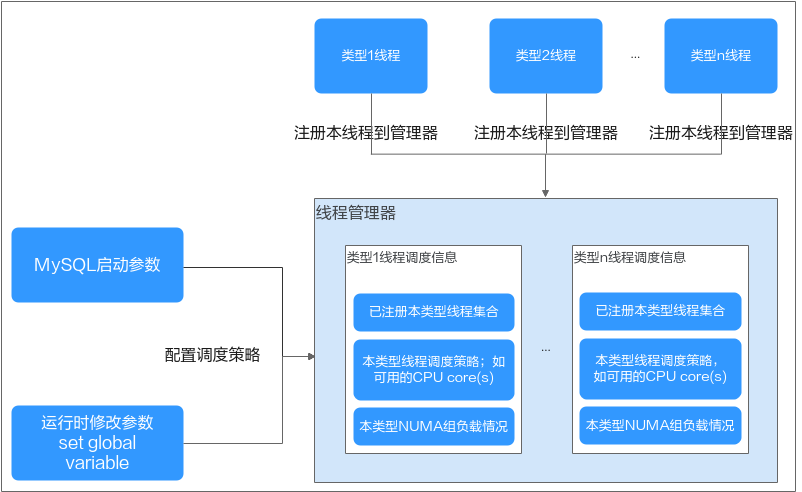 类型1线程
类型2线程
...
类型n线程
注册本线程到管理器
注册本线程到管理器
注册本线程到管理器
线程管理器
MySQL启动参数
配置调度策略
运行时修改参数
set global
variable
类型1线程调度信息
已注册本类型线程集合
本类型线程调度策略；如
可用的CPU core(s)
本类型NUMA组负载情况
...
类型n线程调度信息
已注册本类型线程集合
本类型线程调度策略，
如可用的CPU core(s)
本类型NUMA组负载情况